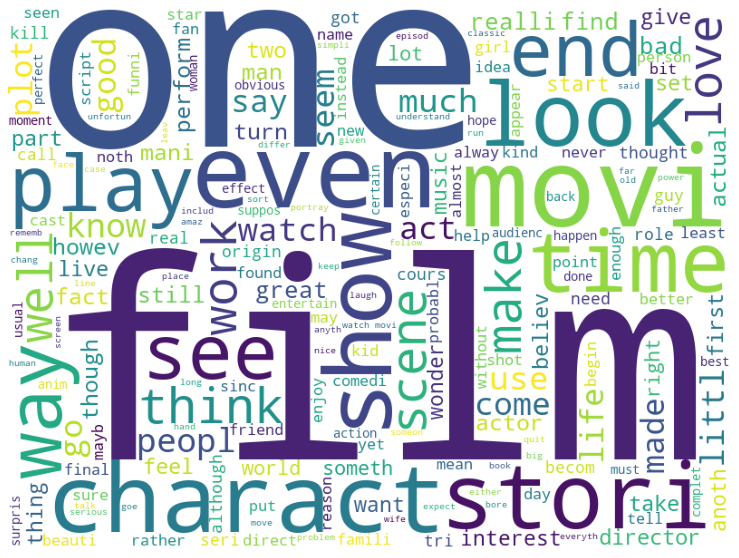 one
film
movi
look
end
play
even
show
time
charact
stori
way
well
see
think
scene
make
love
littl
work
watch
know
peopl
act
great
good
plot
say
seem
much
reallifind
give
bad
start
set
person
bit
idea
girl
lot
got
name
two
man
perform
turn
fan
star
seen
kill
script
funni
perfect
moment
unfortun
part
call
noth
mani
cast
howev
real
live
fact
still
though
go
anim
usual
rememb
chang
line
human
final
mayb
thing
surpris
beauti
sure
talk
serious
goe
rather
although
seri
put
move
direct
world
feel
friend
reason
famili
wife
problem
someth
want
mean
book
day
tri
expect
bore
yet
action
comedi
enjoy
kid
may
entertain
found
origin
sinc
long
hand
nice
anyth
laugh
keep
follow
watch movi
someon
cours
wonder
probabl
without
shot
believ
use
come
actor
life
begin
made
right
first
best
must
complet
anoth
take
tell
director
interest
everyth
either
big
becom
quit
need
better
done
point
enough
happen
role
least
help
audienc
back
far
old
power
father
guy
actual
never
thought
kind
alway
almost
especi
music
certain
portray
suppos
effect
sort
includ
amaz
place
screen
face
case
leav
given
differ
woman
simpli
obvious
episod
instead
new
hope
run
understand
appear
said
classic